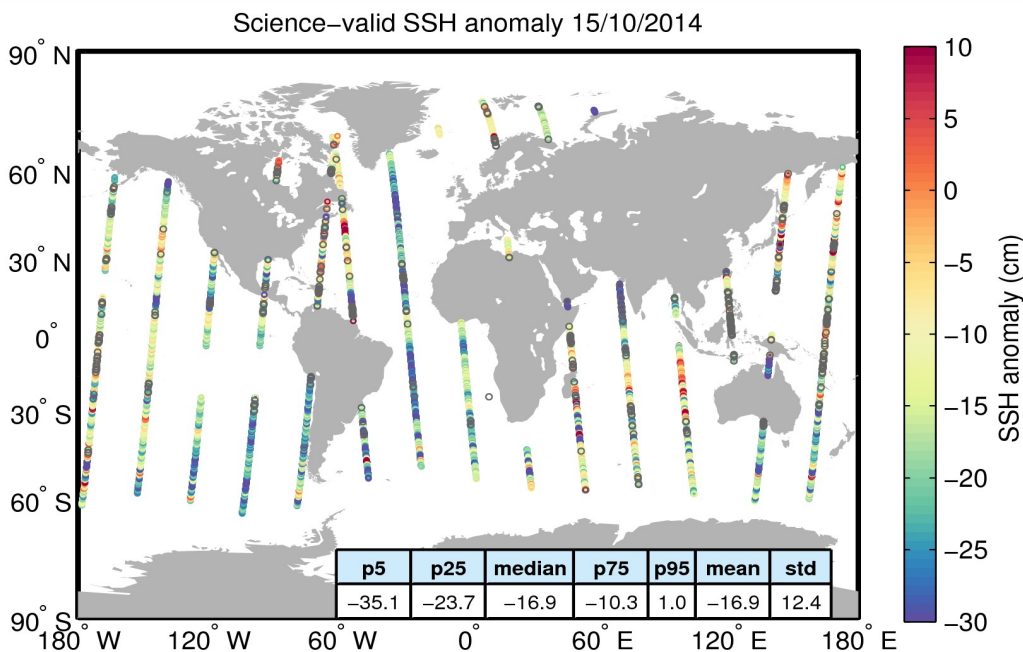 Science−valid SSH anomaly 15/10/2014
90° N
60° N
30° N
0°
30° S
60° S
90° S
180° W
120° W
60° W
0°
60° E
120° E
180° E
p5 p25 median p75 p95 mean std
−35.1 −23.7 −16.9 −10.3 1.0 −16.9 12.4
10
5
0
−5
−10
−15
−20
−25
−30
SSH anomaly (cm)